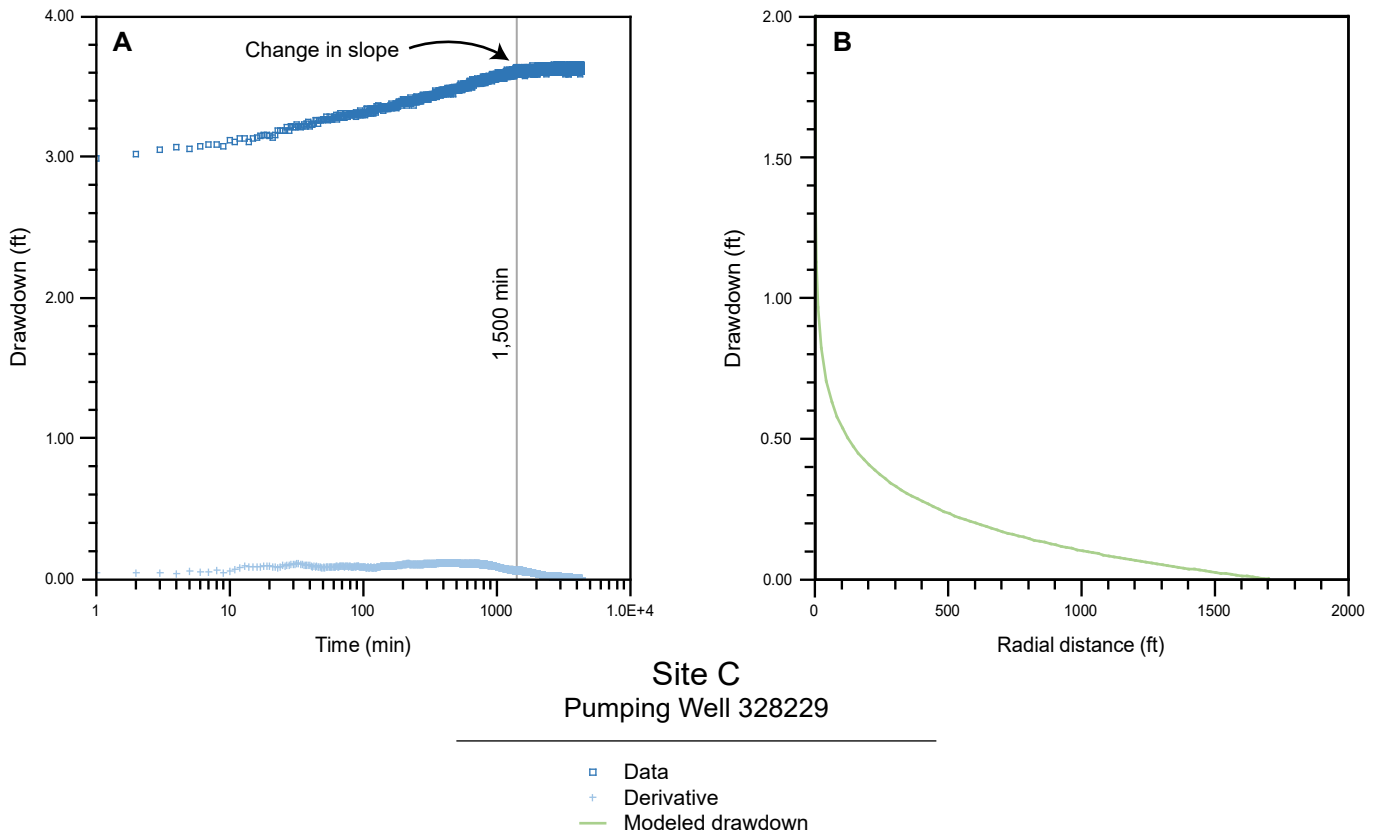 A
Change in slope
4.00
3.00
2.00
1.00
0.00
Drawdown (ft)
1,500 min
1
10
100
1000
1.0E+4
Time (min)
B
2.00
1.50
1.00
0.50
0.00
Drawdown (ft)
0
500
1000
1500
2000
Radial distance (ft)
Site C
Pumping Well 328229
Data
Derivative
Modeled drawdown